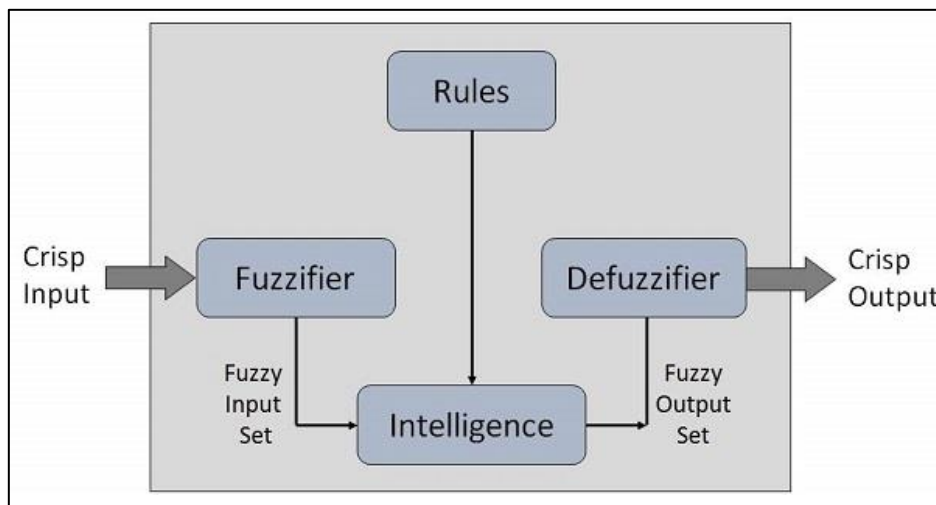 Rules
Crisp
Input
Fuzzifier
Defuzzifier
Crisp
Output
Fuzzy
Input
Set
Intelligence
Fuzzy
Output
Set